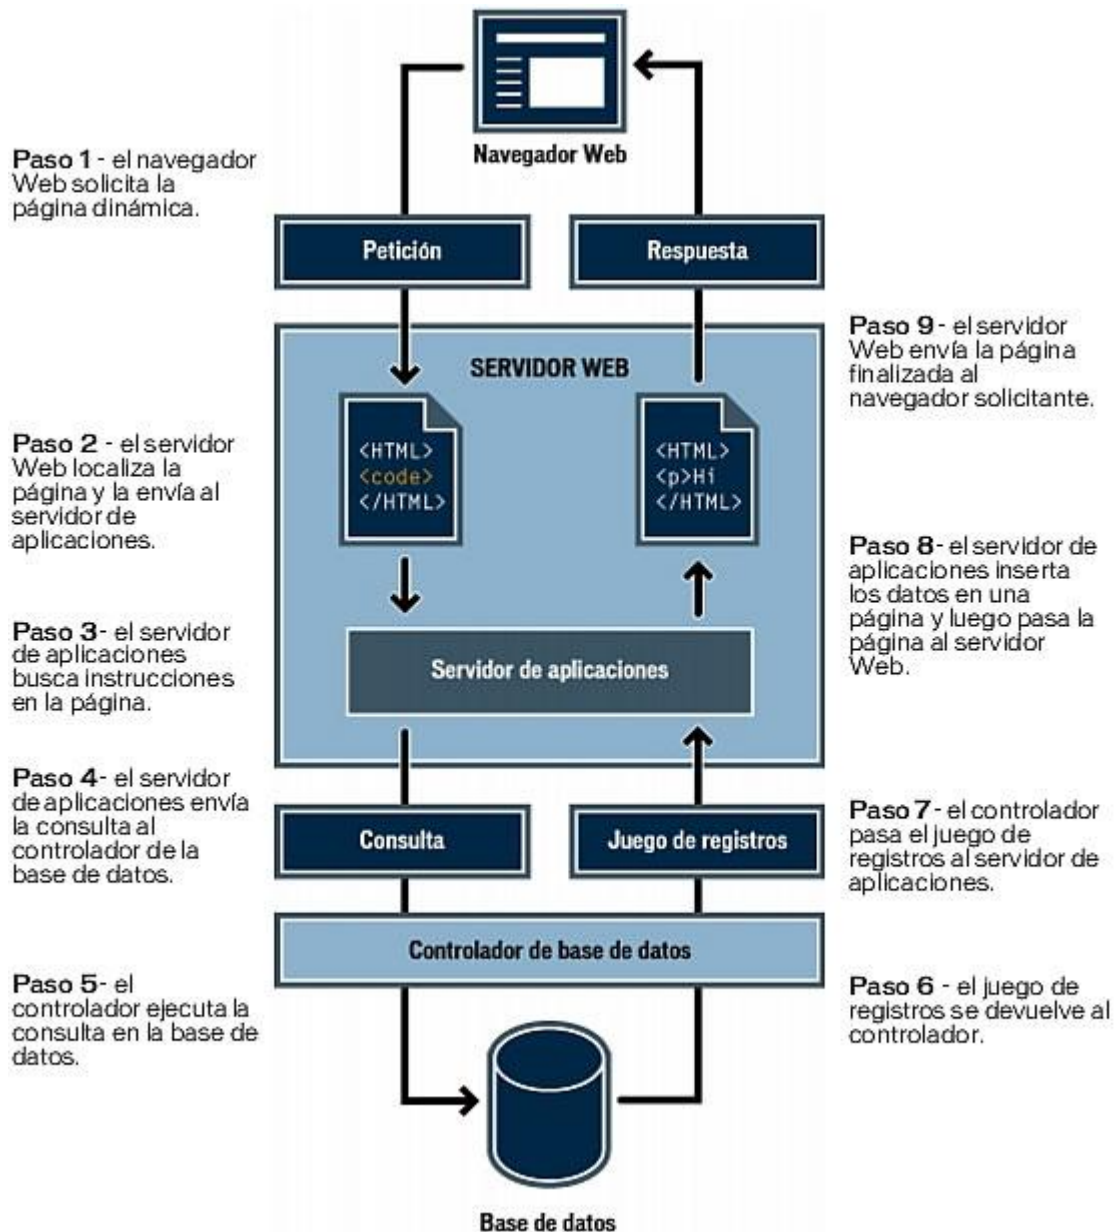 Navegador Web
Paso 1 - el navegador
Web solicita la
página dinámica.
Petición
Respuesta
SERVIDOR WEB
Paso 9 - el servidor
Web envía la página
finalizada al
navegador solicitante.
<HTML>
<code>
</HTML>
<HTML>
<p>Hi
</HTML>
Paso 2 - el servidor
Web localiza la
página y la envía al
servidor de
aplicaciones.
Paso 8- el servidor de
aplicaciones inserta
los datos en una
página y luego pasa la
página al servidor
Web.
Paso 3- el servidor
de aplicaciones
busca instrucciones
en la página.
Servidor de aplicaciones
Paso 4- el servidor
de aplicaciones envía
la consulta al
controlador de la
base de datos.
Consulta
Juego de registros
Paso 7- el controlador
pasa el juego de
registros al servidor de
aplicaciones.
Controlador de base de datos
Paso 5- el
controlador ejecuta la
consulta en la base de
datos.
Paso 6 - el juego de
registros se devuelve al
controlador.
Base de datos